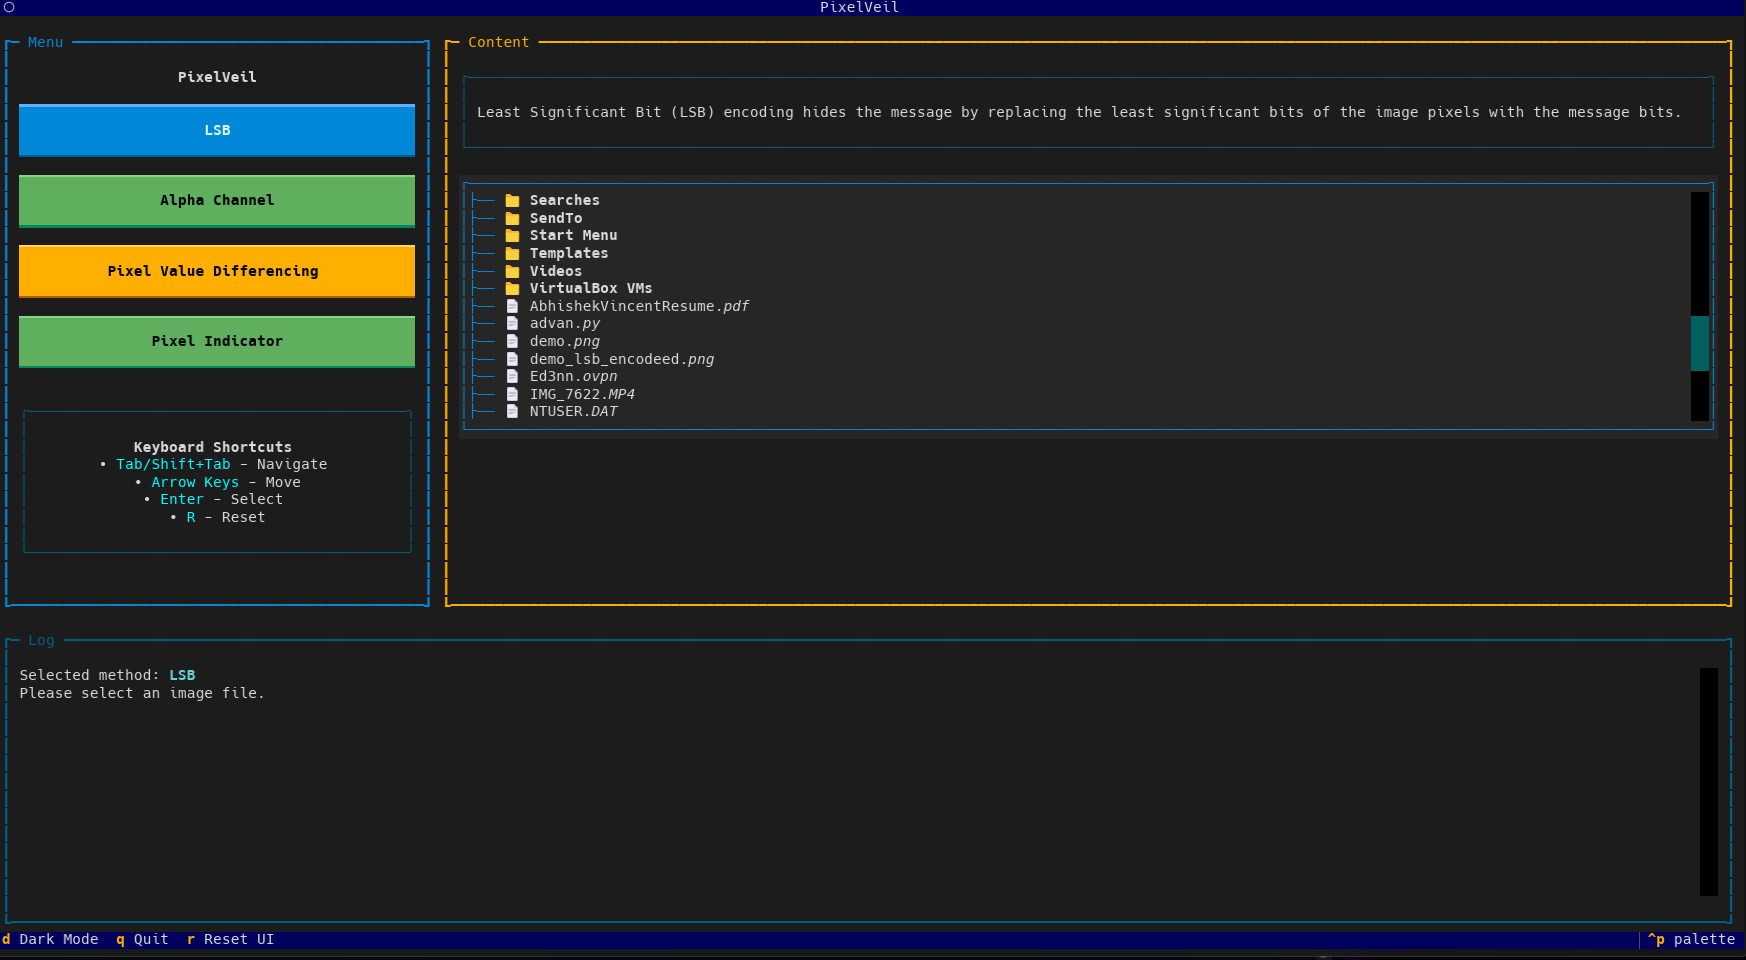 PixelVeil
Menu
PixelVeil
LSB
Alpha Channel
Pixel Value Differencing
Pixel Indicator
Keyboard Shortcuts
• Tab/Shift+Tab – Navigate
• Arrow Keys – Move
• Enter – Select
• R – Reset
Content
Least Significant Bit (LSB) encoding hides the message by replacing the least significant bits of the image pixels with the message bits.
Searches
SendTo
Start Menu
Templates
Videos
VirtualBox VMs
AbhishekVincentResume.pdf
advan.py
demo.png
demo_lsb_encodeed.png
Ed3nn.ovpn
IMG_7622.MP4
NTUSER.DAT
Log
Selected method: LSB
Please select an image file.
d Dark Mode q Quit r Reset UI ^p palette